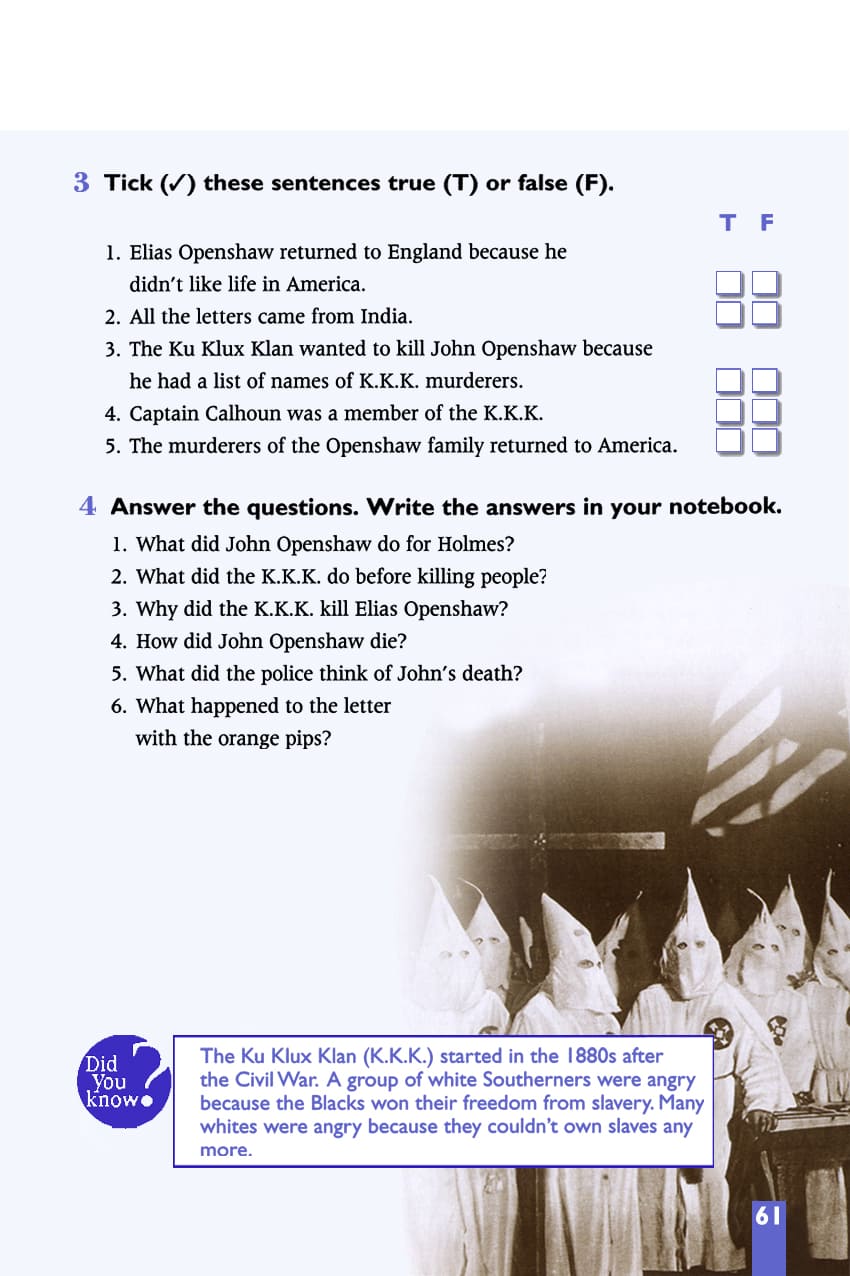 3 Tick (✓) these sentences true (T) or false (F).
T F
1. Elias Openshaw returned to England because he
didn't like life in America.
2. All the letters came from India.
3. The Ku Klux Klan wanted to kill John Openshaw because
he had a list of names of K.K.K. murderers.
4. Captain Calhoun was a member of the K.K.K.
5. The murderers of the Openshaw family returned to America.
4 Answer the questions. Write the answers in your notebook.
1. What did John Openshaw do for Holmes?
2. What did the K.K.K. do before killing people?
3. Why did the K.K.K. kill Elias Openshaw?
4. How did John Openshaw die?
5. What did the police think of John's death?
6. What happened to the letter
with the orange pips?
Did
you
know?
The Ku Klux Klan (K.K.K.) started in the 1880s after
the Civil War. A group of white Southerners were angry
because the Blacks won their freedom from slavery. Many
whites were angry because they couldn't own slaves any
more.
61